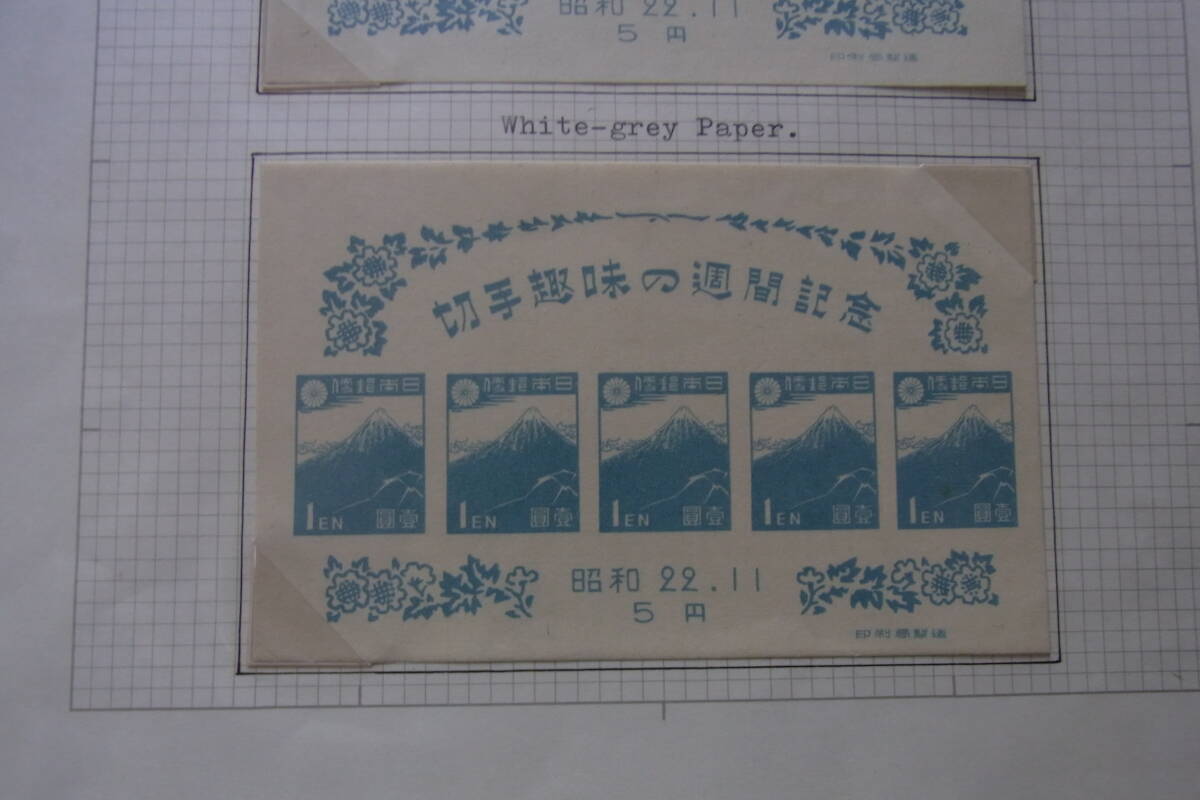 昭和 22.11
5 円
印刷局製造
White-grey Paper.
切手趣味の週間記念
便郵本日 便郵本日 便郵本日 便郵本日 便郵本日
1EN 圓壹 1EN 圓壹 1EN 圓壹 1EN 圓壹 1EN 圓壹
昭和 22.11
5 円
印刷局製造